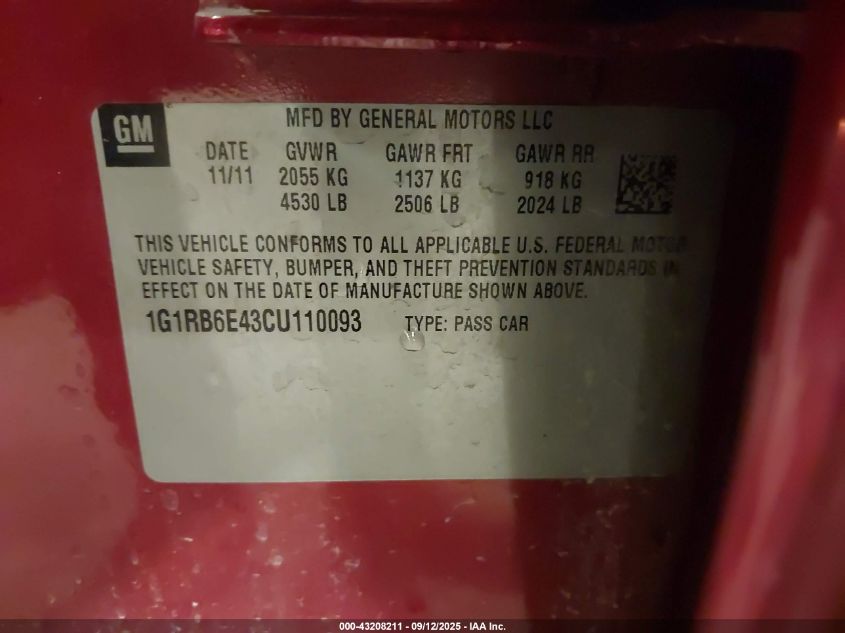 GM
MFD BY GENERAL MOTORS LLC
DATE GVWR GAWR FRT GAWR RR
11/11 2055 KG 1137 KG 918 KG
4530 LB 2506 LB 2024 LB
THIS VEHICLE CONFORMS TO ALL APPLICABLE U.S. FEDERAL MOTOR
VEHICLE SAFETY, BUMPER, AND THEFT PREVENTION STANDARDS IN
EFFECT ON THE DATE OF MANUFACTURE SHOWN ABOVE.
1G1RB6E43CU110093 TYPE: PASS CAR
000-43208211 - 09/12/2025 - IAA Inc.